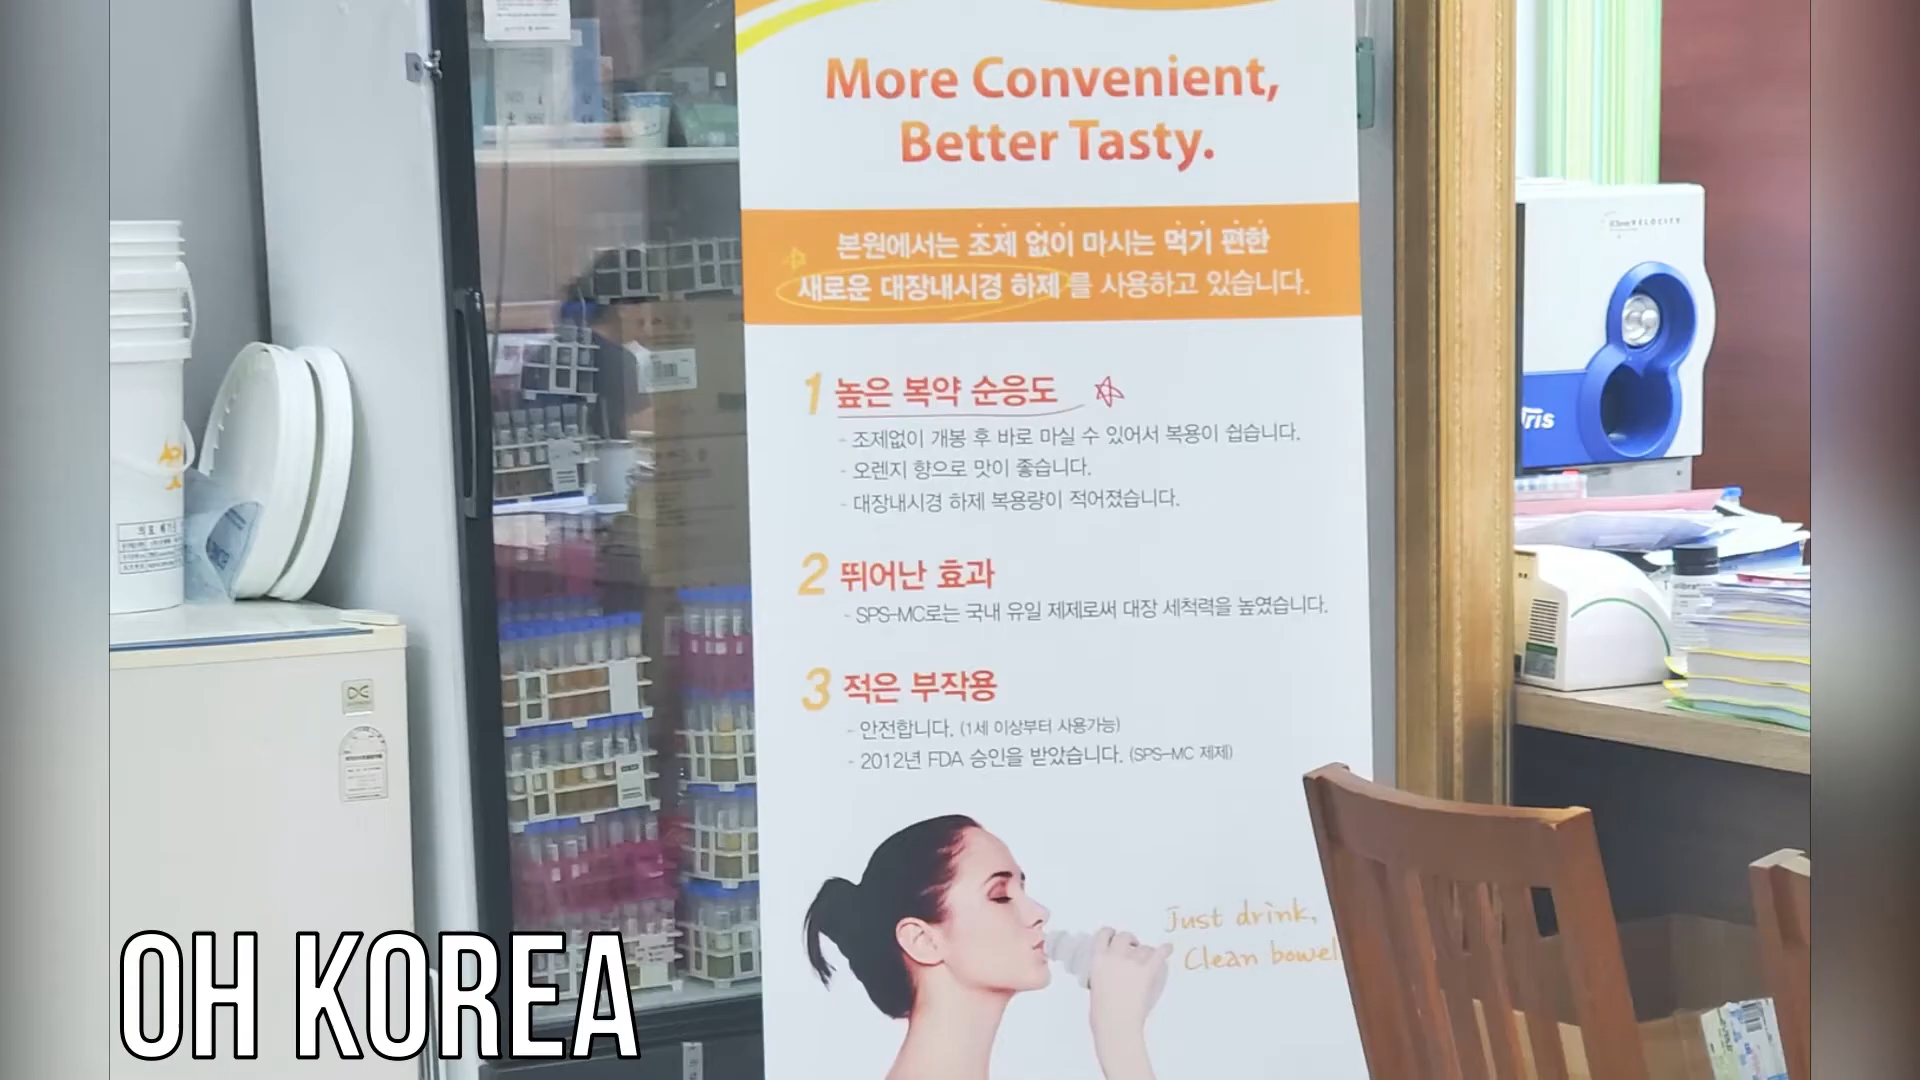 More Convenient,
Better Tasty.
본원에서는 조제 없이 마시는 먹기 편한
새로운 대장내시경 하제를 사용하고 있습니다.
1 높은 복약 순응도
- 조제없이 개봉 후 바로 마실 수 있어서 복용이 쉽습니다.
- 오렌지 향으로 맛이 좋습니다.
- 대장내시경 하제 복용량이 적어졌습니다.
2 뛰어난 효과
- SPS-MC로는 국내 유일 제제로써 대장 세척력을 높였습니다.
3 적은 부작용
- 안전합니다. (1세 이상부터 사용가능)
- 2012년 FDA 승인을 받았습니다. (SPS-MC 제제)
Just drink,
Clean bowel
VELOCITY
iris
OH KOREA